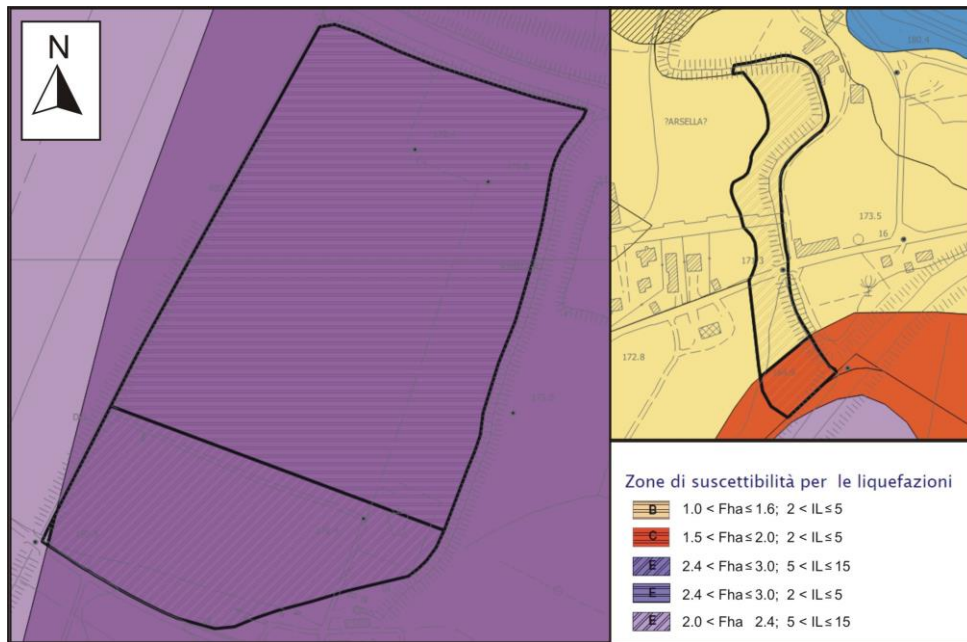 N
180.4
?ARSELLA?
173.5
16
172.8
Zone di suscettibilità per le liquefazioni
B 1.0 < Fha ≤ 1.6; 2 < IL ≤ 5
C 1.5 < Fha ≤ 2.0; 2 < IL ≤ 5
E 2.4 < Fha ≤ 3.0; 5 < IL ≤ 15
E 2.4 < Fha ≤ 3.0; 2 < IL ≤ 5
E 2.0 < Fha 2.4; 5 < IL ≤ 15